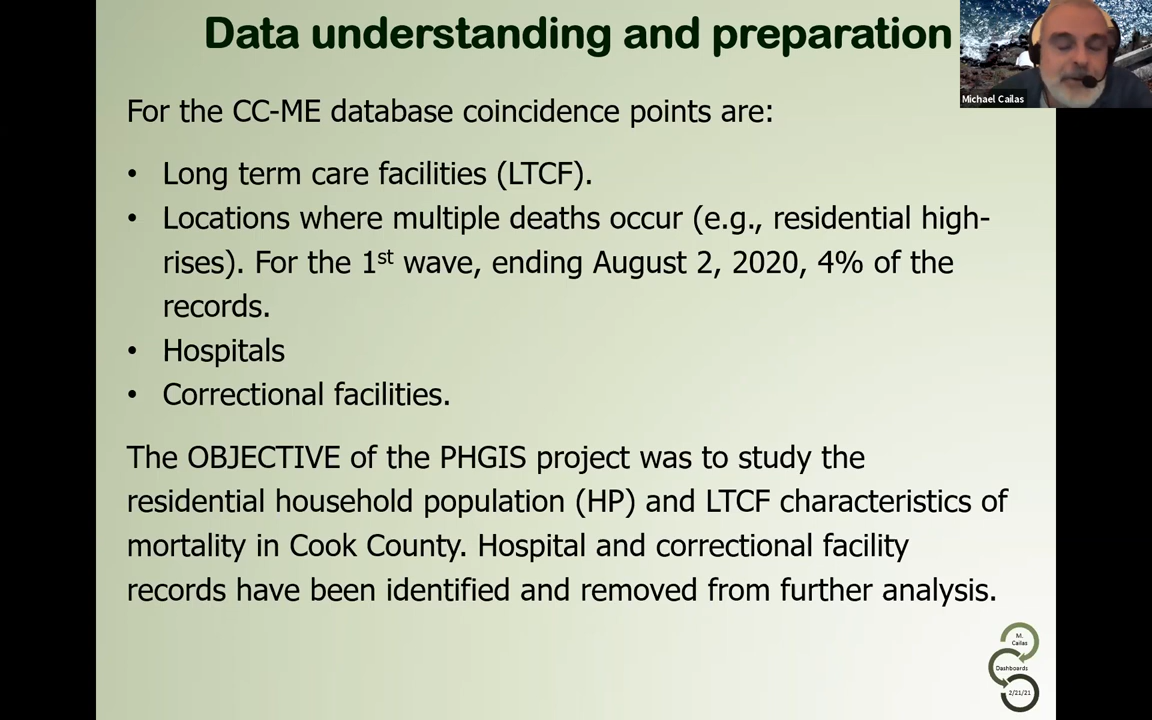 Data understanding and preparation
Michael Cailas
For the CC-ME database coincidence points are:
• Long term care facilities (LTCF).
• Locations where multiple deaths occur (e.g., residential high-
rises). For the 1st wave, ending August 2, 2020, 4% of the
records.
• Hospitals
• Correctional facilities.
The OBJECTIVE of the PHGIS project was to study the
residential household population (HP) and LTCF characteristics of
mortality in Cook County. Hospital and correctional facility
records have been identified and removed from further analysis.
M.
Cailas
Dashboards
2/21/21